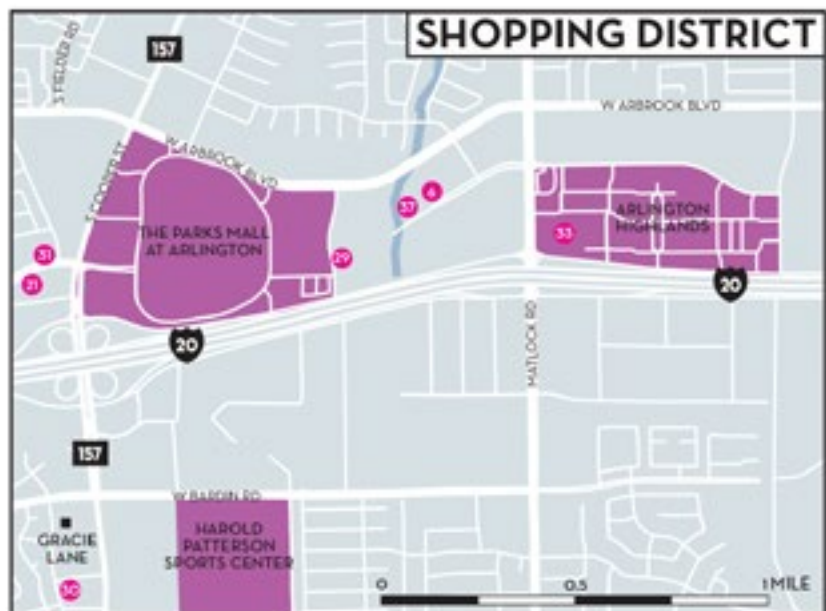 SHOPPING DISTRICT
157
S FIELDER RD
W ARBROOK BLVD
W ARBROOK BLVD
S COOPER ST
6
37
THE PARKS MALL
AT ARLINGTON
ARLINGTON
HIGHLANDS
33
31
29
21
20
20
MATLOCK RD
157
W BARDIN RD
GRACIE
LANE
HAROLD
PATTERSON
SPORTS CENTER
30
0
0.5
1 MILE